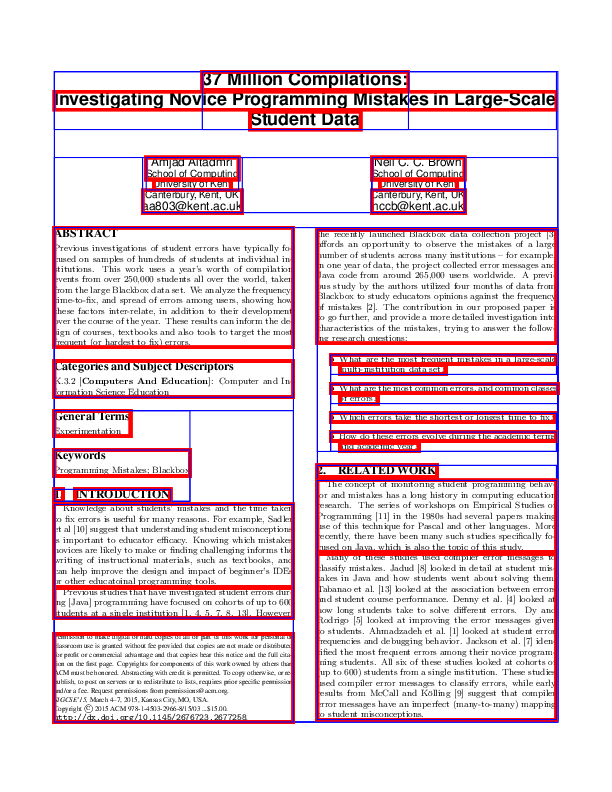 37 Million Compilations:
Investigating Novice Programming Mistakes in Large-Scale
Student Data
Amjad Altadmri
School of Computing
University of Kent
Canterbury, Kent, UK
aa803@kent.ac.uk
Neil C. C. Brown
School of Computing
University of Kent
Canterbury, Kent, UK
nccb@kent.ac.uk
ABSTRACT
Previous investigations of student errors have typically fo-
cused on samples of hundreds of students at individual in-
stitutions. This work uses a year's worth of compilation
events from over 250,000 students all over the world, taken
from the large Blackbox data set. We analyze the frequency,
time-to-fix, and spread of errors among users, showing how
these factors inter-relate, in addition to their development
over the course of the year. These results can inform the de-
sign of courses, textbooks and also tools to target the most
frequent (or hardest to fix) errors.
Categories and Subject Descriptors
K.3.2 [Computers And Education]: Computer and In-
formation Science Education
General Terms
Experimentation
Keywords
Programming Mistakes; Blackbox
1. INTRODUCTION
Knowledge about students' mistakes and the time taken
to fix errors is useful for many reasons. For example, Sadler
et al [10] suggest that understanding student misconceptions
is important to educator efficacy. Knowing which mistakes
novices are likely to make or finding challenging informs the
writing of instructional materials, such as textbooks, and
can help improve the design and impact of beginner's IDEs
or other educatoinal programming tools.
Previous studies that have investigated student errors dur-
ing [Java] programming have focused on cohorts of up to 600
students at a single institution [1, 4, 5, 7, 8, 13]. However,
Permission to make digital or hard copies of all or part of this work for personal or
classroom use is granted without fee provided that copies are not made or distributed
for profit or commercial advantage and that copies bear this notice and the full cita-
tion on the first page. Copyrights for components of this work owned by others than
ACM must be honored. Abstracting with credit is permitted. To copy otherwise, or re-
publish, to post on servers or to redistribute to lists, requires prior specific permission
and/or a fee. Request permissions from permissions@acm.org.
SIGCSE'15, March 4–7, 2015, Kansas City, MO, USA.
Copyright © 2015 ACM 978-1-4503-2966-8/15/03 ...$15.00.
http://dx.doi.org/10.1145/2676723.2677258
the recently launched Blackbox data collection project [3]
affords an opportunity to observe the mistakes of a large
number of students across many institutions – for example,
in one year of data, the project collected error messages and
Java code from around 265,000 users worldwide. A previ-
ous study by the authors utilized four months of data from
Blackbox to study educators opinions against the frequency
of mistakes [2]. The contribution in our proposed paper is
to go further, and provide a more detailed investigation into
characteristics of the mistakes, trying to answer the follow-
ing research questions:
• What are the most frequent mistakes in a large-scale
multi-institution data set?
• What are the most common errors, and common classes
of errors?
• Which errors take the shortest or longest time to fix?
• How do these errors evolve during the academic terms
and academic year?
2. RELATED WORK
The concept of monitoring student programming behav-
ior and mistakes has a long history in computing education
research. The series of workshops on Empirical Studies of
Programming [11] in the 1980s had several papers making
use of this technique for Pascal and other languages. More
recently, there have been many such studies specifically fo-
cused on Java, which is also the topic of this study.
Many of these studies used compiler error messages to
classify mistakes. Jadud [8] looked in detail at student mis-
takes in Java and how students went about solving them.
Tabanao et al. [13] looked at the association between errors
and student course performance. Denny et al. [4] looked at
how long students take to solve different errors. Dy and
Rodrigo [5] looked at improving the error messages given
to students. Ahmadzadeh et al. [1] looked at student error
frequencies and debugging behavior. Jackson et al. [7] iden-
tified the most frequent errors among their novice program-
ming students. All six of these studies looked at cohorts of
(up to 600) students from a single institution. These studies
used compiler error messages to classify errors, while early
results from McCall and Kölling [9] suggest that compiler
error messages have an imperfect (many-to-many) mapping
to student misconceptions.